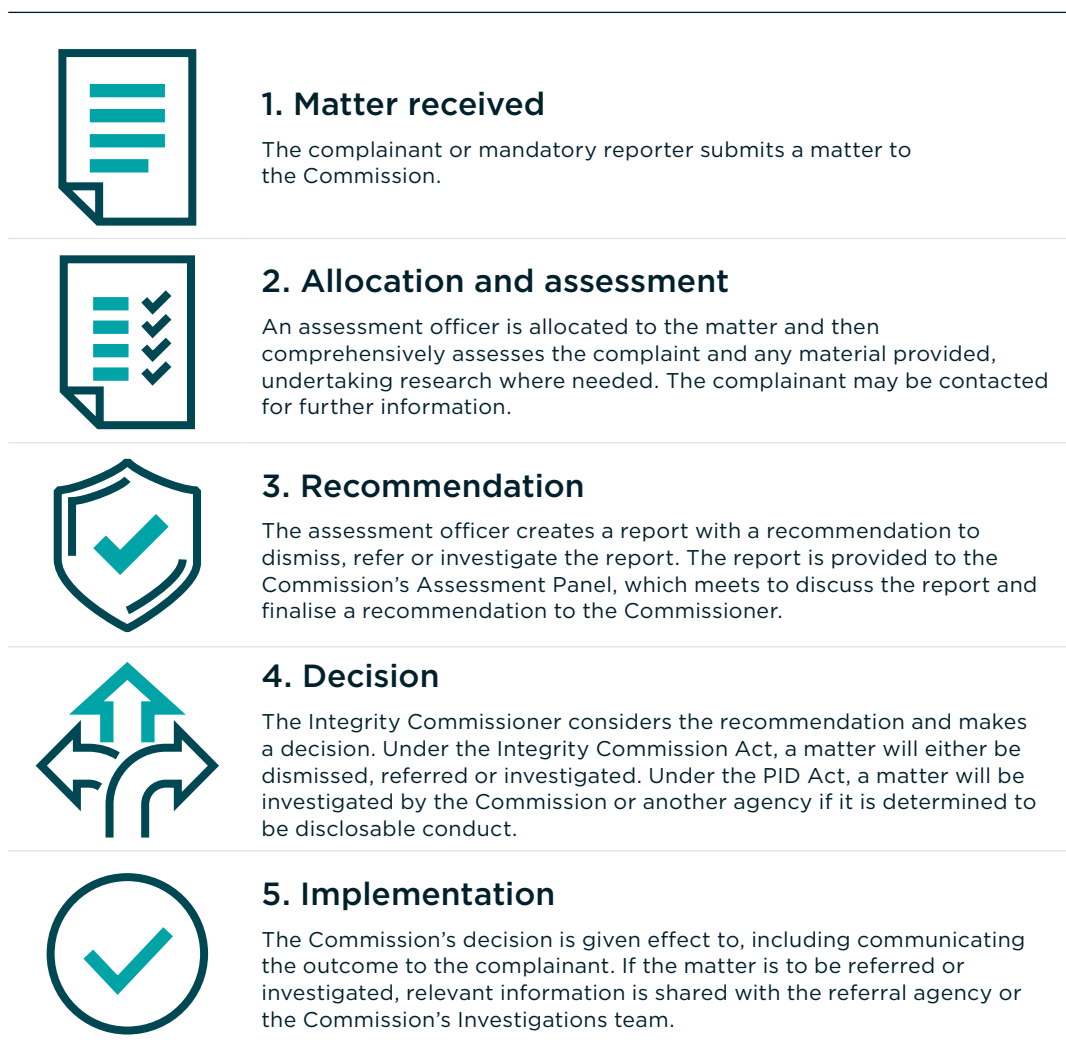 1. Matter received
The complainant or mandatory reporter submits a matter to
the Commission.
2. Allocation and assessment
An assessment officer is allocated to the matter and then
comprehensively assesses the complaint and any material provided,
undertaking research where needed. The complainant may be contacted
for further information.
3. Recommendation
The assessment officer creates a report with a recommendation to
dismiss, refer or investigate the report. The report is provided to the
Commission’s Assessment Panel, which meets to discuss the report and
finalise a recommendation to the Commissioner.
4. Decision
The Integrity Commissioner considers the recommendation and makes
a decision. Under the Integrity Commission Act, a matter will either be
dismissed, referred or investigated. Under the PID Act, a matter will be
investigated by the Commission or another agency if it is determined to
be disclosable conduct.
5. Implementation
The Commission’s decision is given effect to, including communicating
the outcome to the complainant. If the matter is to be referred or
investigated, relevant information is shared with the referral agency or
the Commission’s Investigations team.